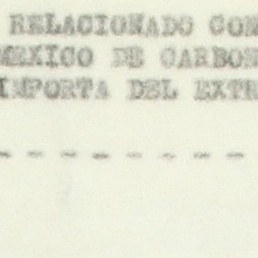 RELACIONADO CON
MEXICO DE CARBON
IMPORTA DEL EXTR
- - - - - - - -